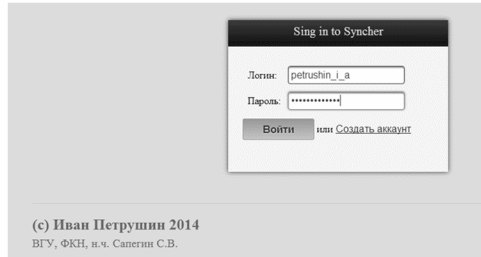 Sing in to Syncher
Логин: petrushin_i_a
Пароль: •••••••••••••
Войти или Создать аккаунт
(c) Иван Петрушин 2014
ВГУ, ФКН, н.ч. Сапегин С.В.